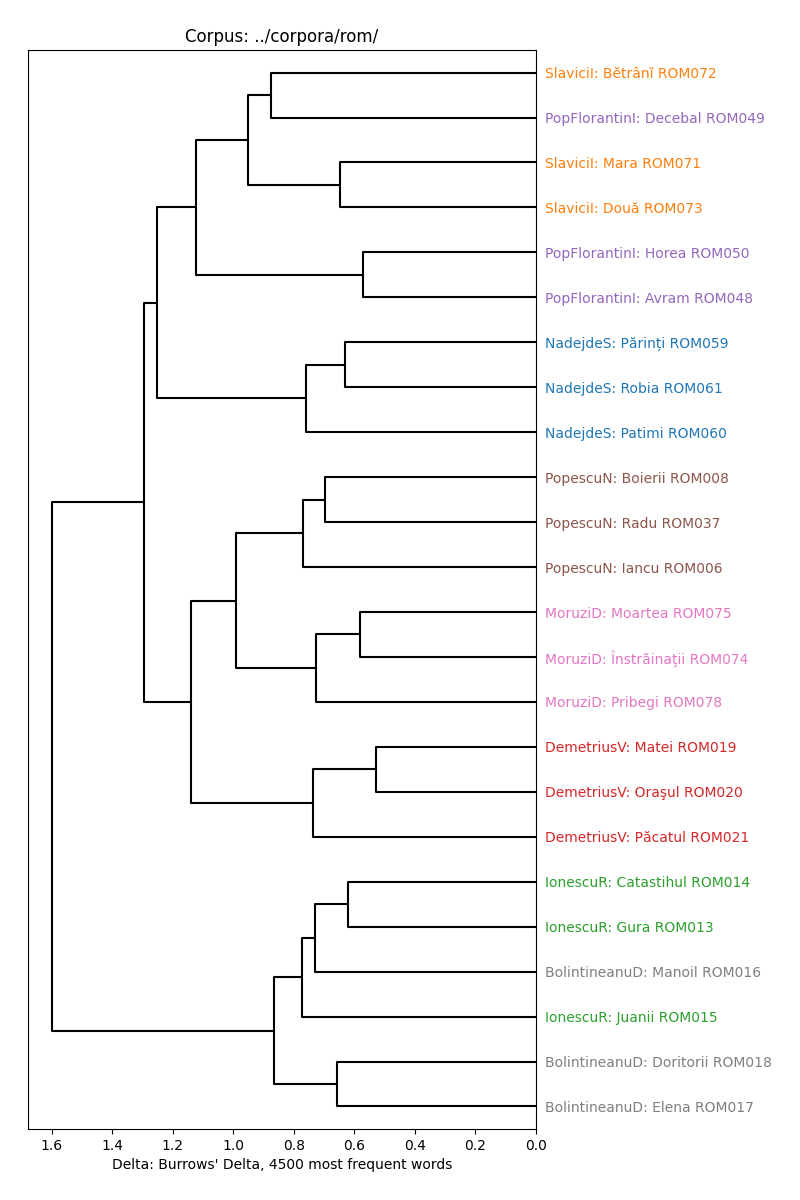 Corpus: ../corpora/rom/
SlaviciI: Bĕtrânĭ ROM072
PopFlorantinI: Decebal ROM049
SlaviciI: Mara ROM071
SlaviciI: Două ROM073
PopFlorantinI: Horea ROM050
PopFlorantinI: Avram ROM048
NadejdeS: Părinți ROM059
NadejdeS: Robia ROM061
NadejdeS: Patimi ROM060
PopescuN: Boierii ROM008
PopescuN: Radu ROM037
PopescuN: Iancu ROM006
MoruziD: Moartea ROM075
MoruziD: Înstrăinaţii ROM074
MoruziD: Pribegi ROM078
DemetriusV: Matei ROM019
DemetriusV: Oraşul ROM020
DemetriusV: Păcatul ROM021
IonescuR: Catastihul ROM014
IonescuR: Gura ROM013
BolintineanuD: Manoil ROM016
IonescuR: Juanii ROM015
BolintineanuD: Doritorii ROM018
BolintineanuD: Elena ROM017
1.6 1.4 1.2 1.0 0.8 0.6 0.4 0.2 0.0
Delta: Burrows' Delta, 4500 most frequent words